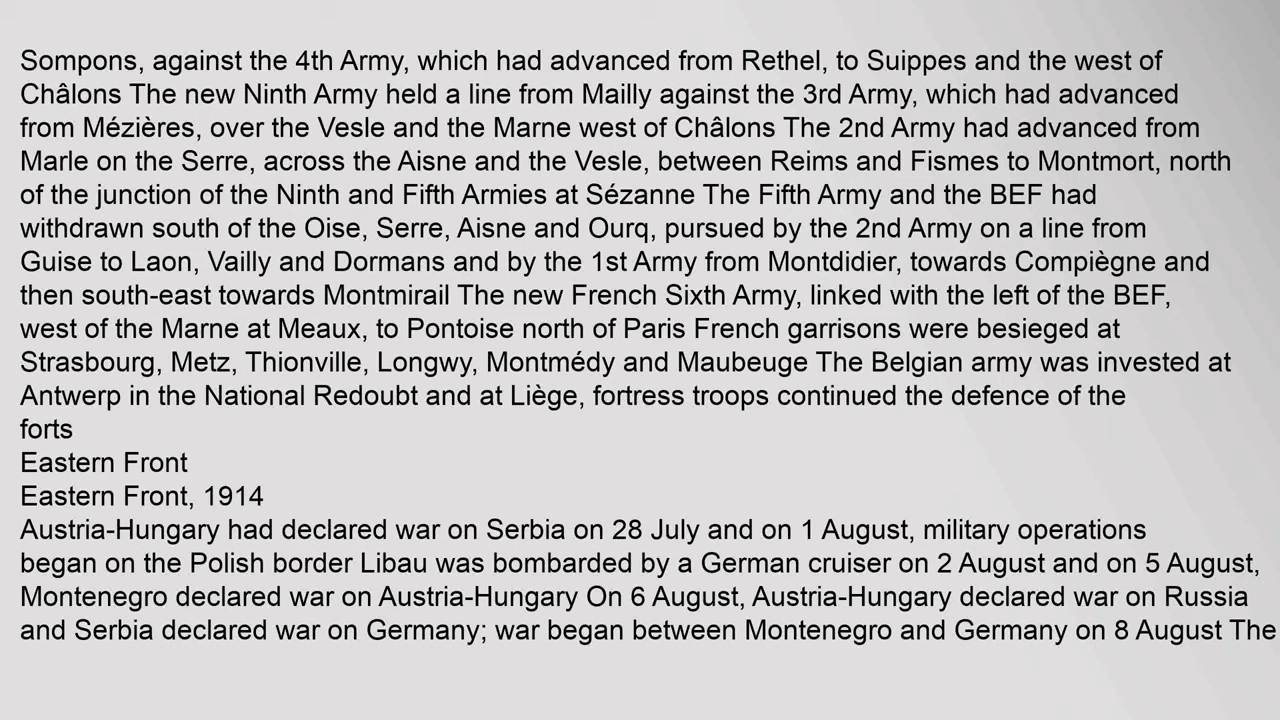 Sompons, against the 4th Army, which had advanced from Rethel, to Suippes and the west of
Châlons The new Ninth Army held a line from Mailly against the 3rd Army, which had advanced
from Mézières, over the Vesle and the Marne west of Châlons The 2nd Army had advanced from
Marle on the Serre, across the Aisne and the Vesle, between Reims and Fismes to Montmort, north
of the junction of the Ninth and Fifth Armies at Sézanne The Fifth Army and the BEF had
withdrawn south of the Oise, Serre, Aisne and Ourq, pursued by the 2nd Army on a line from
Guise to Laon, Vailly and Dormans and by the 1st Army from Montdidier, towards Compiègne and
then south-east towards Montmirail The new French Sixth Army, linked with the left of the BEF,
west of the Marne at Meaux, to Pontoise north of Paris French garrisons were besieged at
Strasbourg, Metz, Thionville, Longwy, Montmédy and Maubeuge The Belgian army was invested at
Antwerp in the National Redoubt and at Liège, fortress troops continued the defence of the
forts
Eastern Front
Eastern Front, 1914
Austria-Hungary had declared war on Serbia on 28 July and on 1 August, military operations
began on the Polish border Libau was bombarded by a German cruiser on 2 August and on 5 August,
Montenegro declared war on Austria-Hungary On 6 August, Austria-Hungary declared war on Russia
and Serbia declared war on Germany; war began between Montenegro and Germany on 8 August The